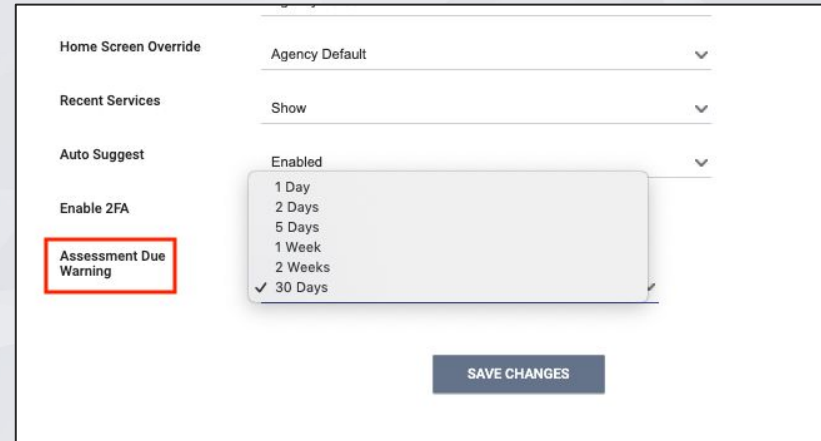 Home Screen Override
Agency Default
Recent Services
Show
Auto Suggest
Enabled
1 Day
2 Days
Enable 2FA
5 Days
1 Week
Assessment Due
Warning
2 Weeks
✓ 30 Days
SAVE CHANGES